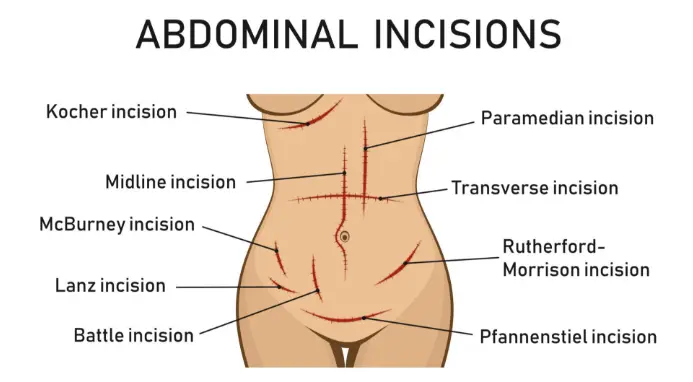 ABDOMINAL INCISIONS
Kocher incision
Paramedian incision
Midline incision
Transverse incision
McBurney incision
Rutherford-
Morrison incision
Lanz incision
Battle incision
Pfannenstiel incision